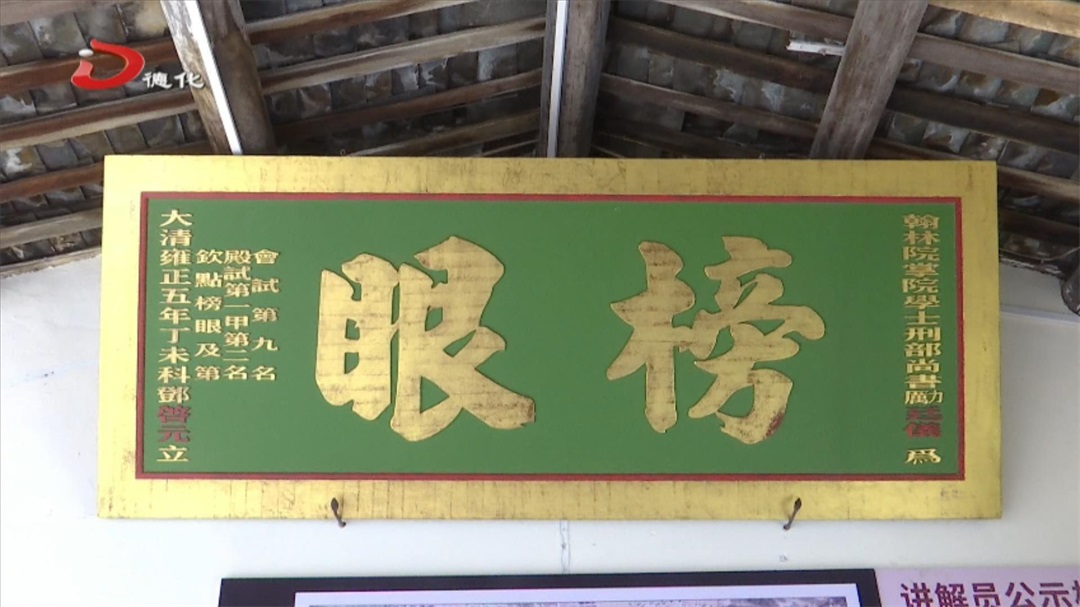 德化
翰林院掌院學士刑部尚書勵廷儀爲
榜眼
會試第九名
殿試第一甲第二名
欽點榜眼及第
大清雍正五年丁未科鄧啓元立
讲解员公示